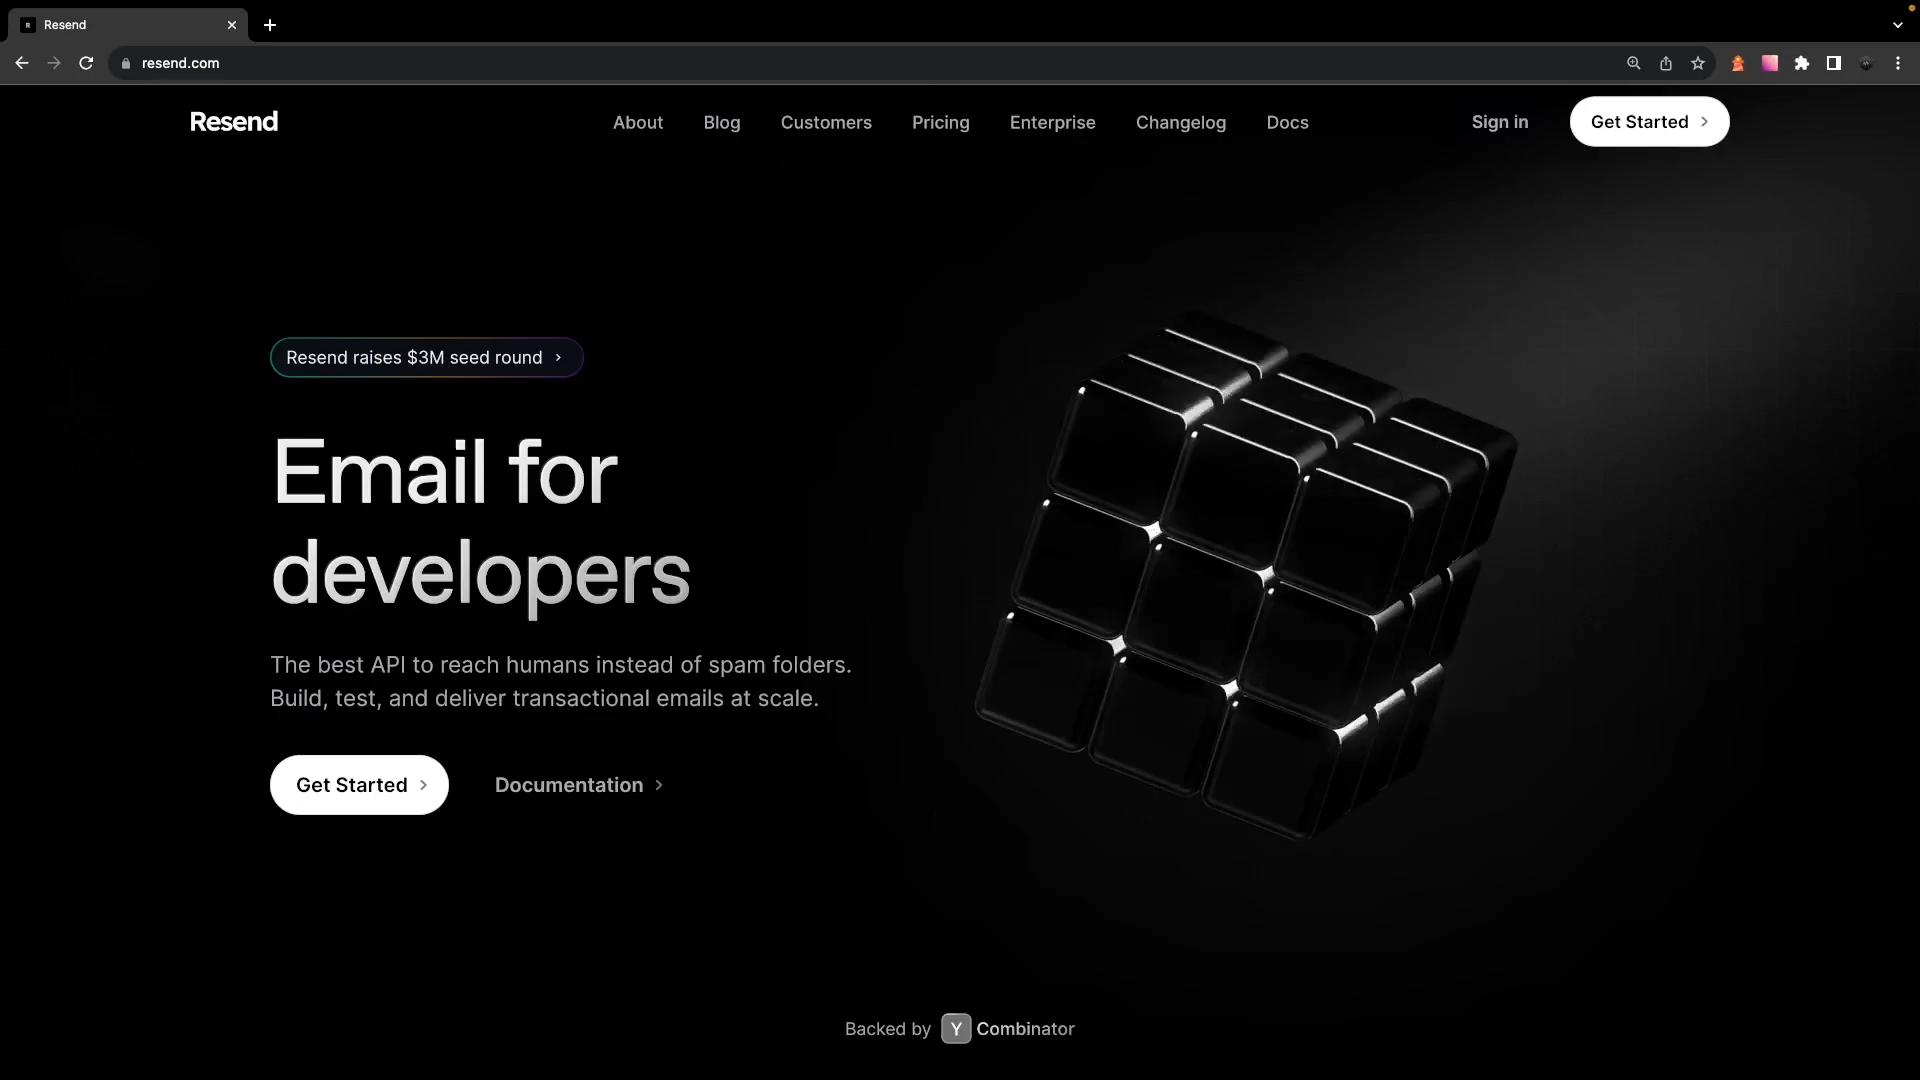 Resend
resend.com
Resend
About
Blog
Customers
Pricing
Enterprise
Changelog
Docs
Sign in
Get Started
Resend raises $3M seed round
Email for
developers
The best API to reach humans instead of spam folders.
Build, test, and deliver transactional emails at scale.
Get Started
Documentation
Backed by Y Combinator